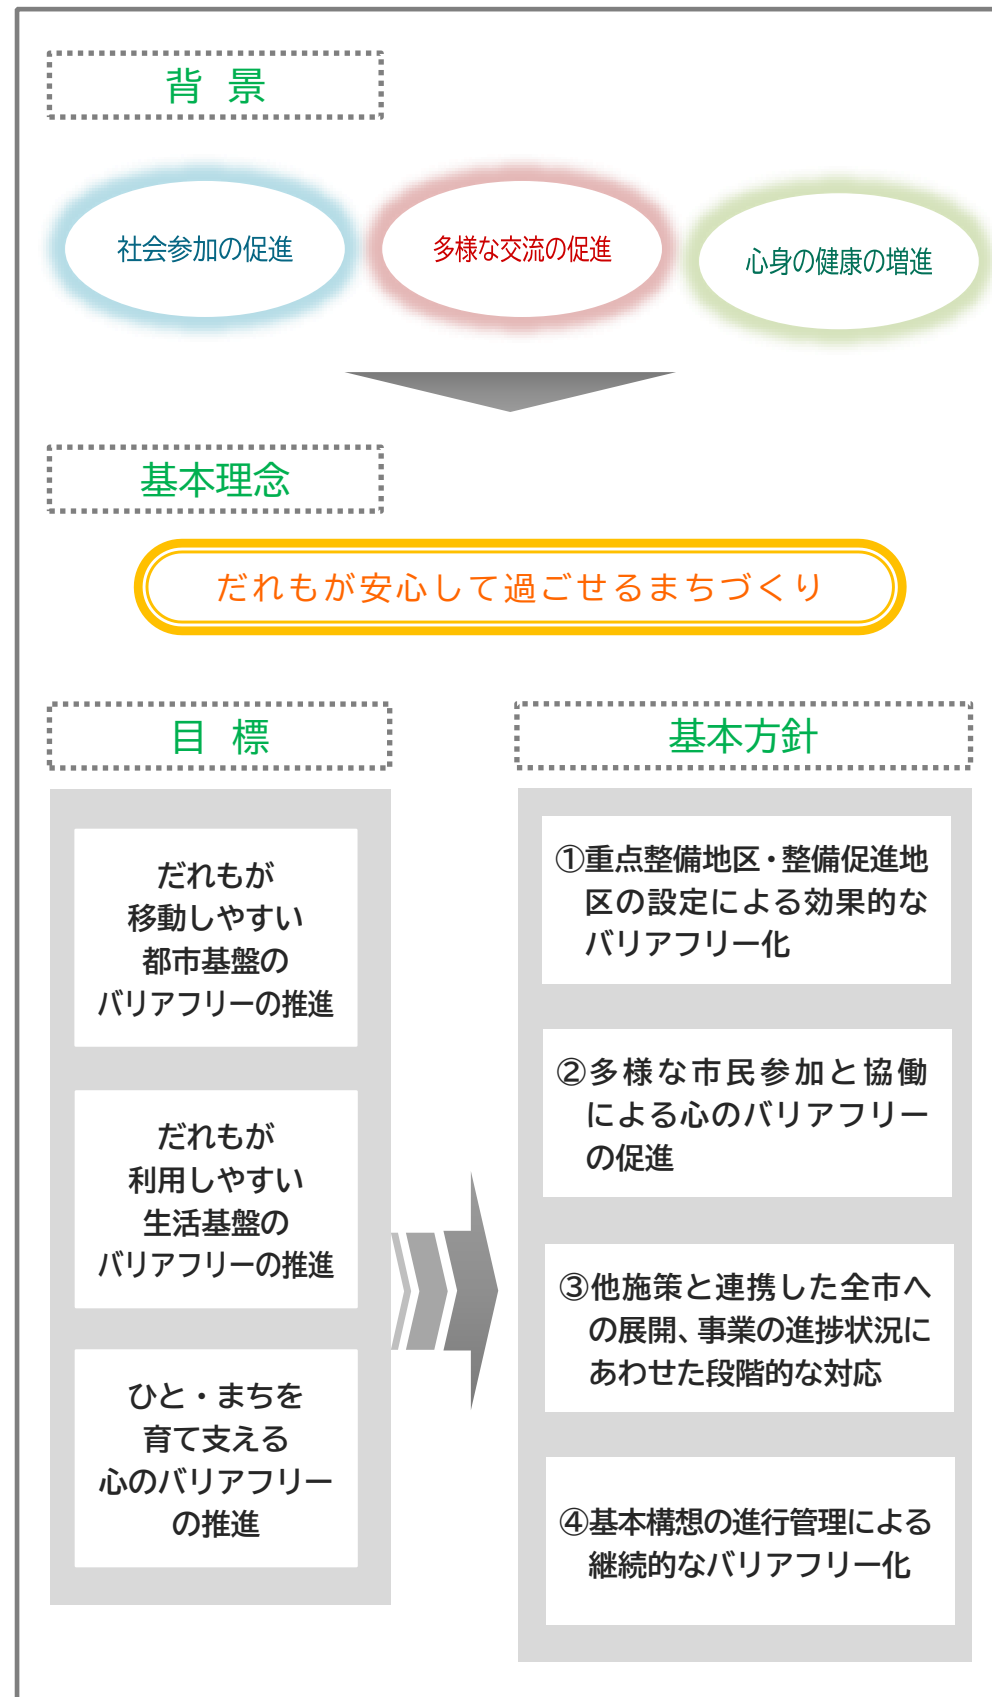 背 景
社会参加の促進
多様な交流の促進
心身の健康の増進
基本理念
だれもが安心して過ごせるまちづくり
目 標
だれもが
移動しやすい
都市基盤の
バリアフリーの推進
だれもが
利用しやすい
生活基盤の
バリアフリーの推進
ひと・まちを
育て支える
心のバリアフリー
の推進
基本方針
①重点整備地区・整備促進地
区の設定による効果的な
バリアフリー化
②多様な市民参加と協働
による心のバリアフリー
の促進
③他施策と連携した全市へ
の展開、事業の進捗状況に
あわせた段階的な対応
④基本構想の進行管理による
継続的なバリアフリー化